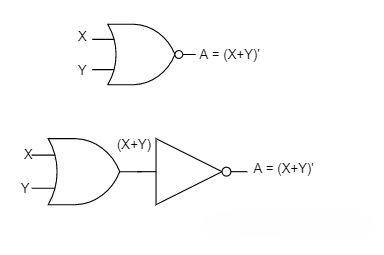 X
A = (X+Y)'
Y
(X+Y)
X
A = (X+Y)'
Y